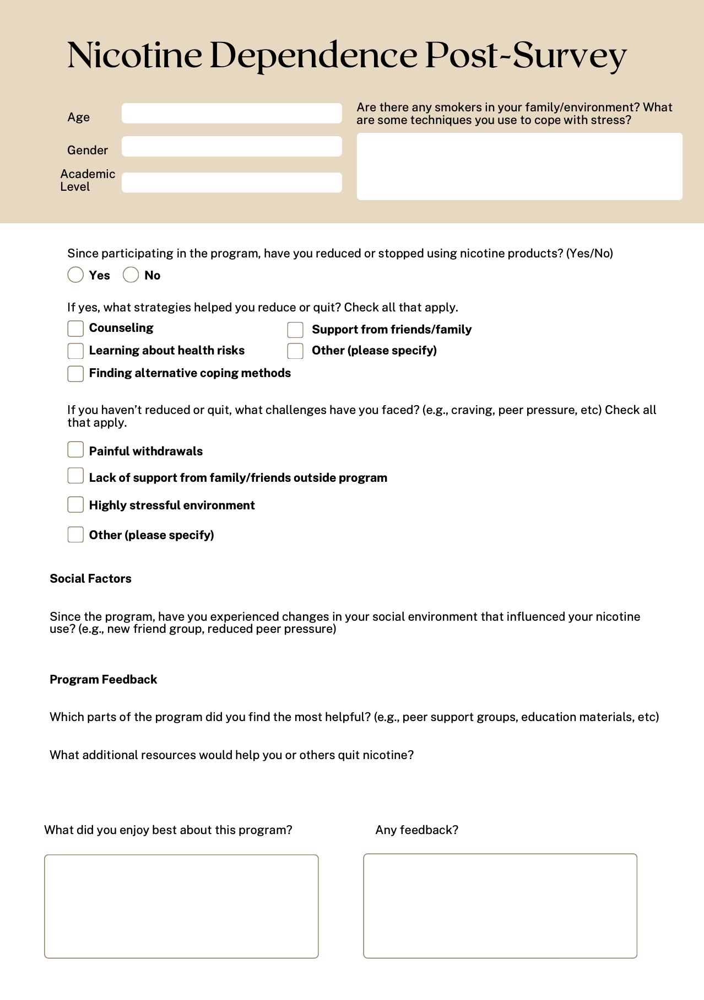 Nicotine Dependence Post-Survey
Age
Gender
Academic
Level
Are there any smokers in your family/environment? What
are some techniques you use to cope with stress?
Since participating in the program, have you reduced or stopped using nicotine products? (Yes/No)
Yes No
If yes, what strategies helped you reduce or quit? Check all that apply.
Counseling
Support from friends/family
Learning about health risks
Other (please specify)
Finding alternative coping methods
If you haven’t reduced or quit, what challenges have you faced? (e.g., craving, peer pressure, etc) Check all
that apply.
Painful withdrawals
Lack of support from family/friends outside program
Highly stressful environment
Other (please specify)
Social Factors
Since the program, have you experienced changes in your social environment that influenced your nicotine
use? (e.g., new friend group, reduced peer pressure)
Program Feedback
Which parts of the program did you find the most helpful? (e.g., peer support groups, education materials, etc)
What additional resources would help you or others quit nicotine?
What did you enjoy best about this program?
Any feedback?